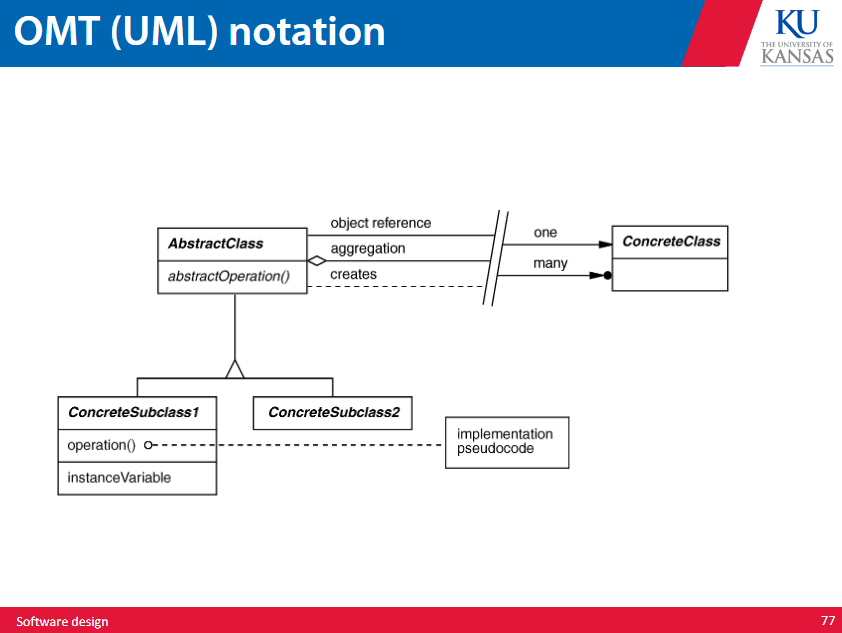 OMT (UML) notation
KU
THE UNIVERSITY OF
KANSAS
object reference
one
AbstractClass
ConcreteClass
aggregation
many
abstractOperation()
creates
ConcreteSubclass1
ConcreteSubclass2
operation()
implementation
pseudocode
instanceVariable
Software design
77